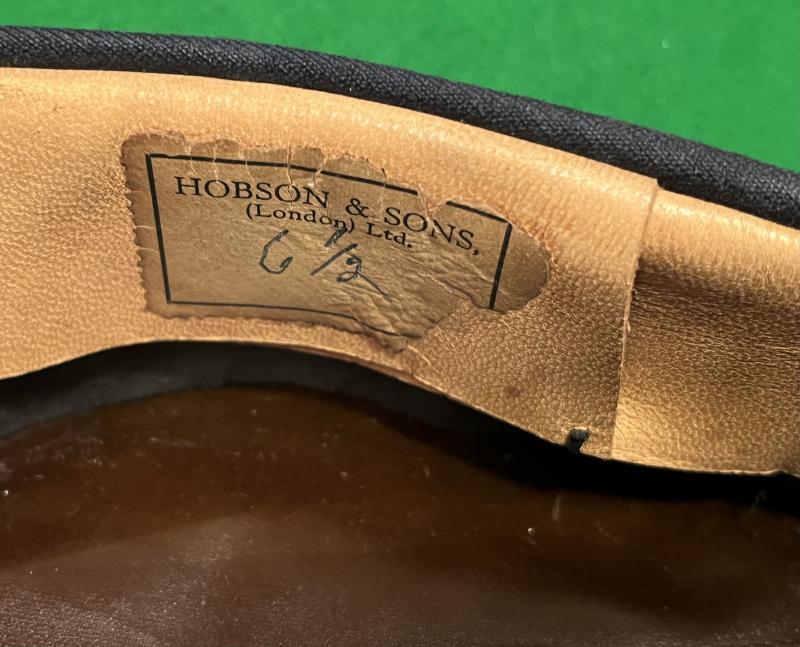 HOBSON & SONS,
(London) Ltd.
6 1/2